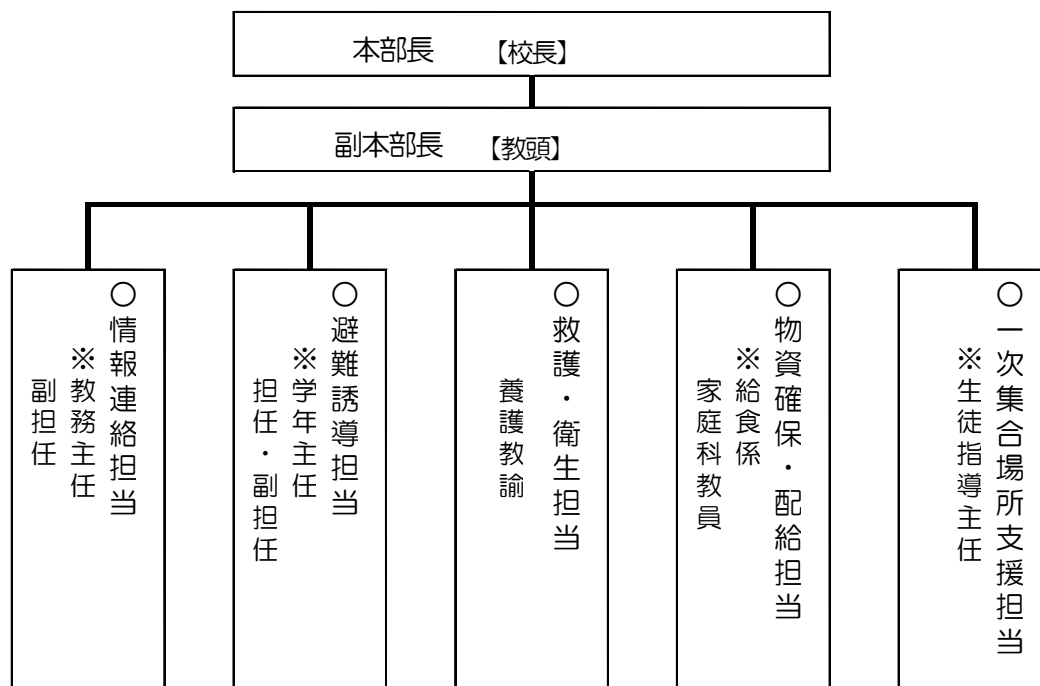 本部長 【校長】
副本部長 【教頭】
○情報連絡担当
※教務主任
副担任
○避難誘導担当
※学年主任
担任・副担任
○救護・衛生担当
養護教諭
○物資確保・配給担当
※給食係
家庭科教員
○一次集合場所支援担当
※生徒指導主任